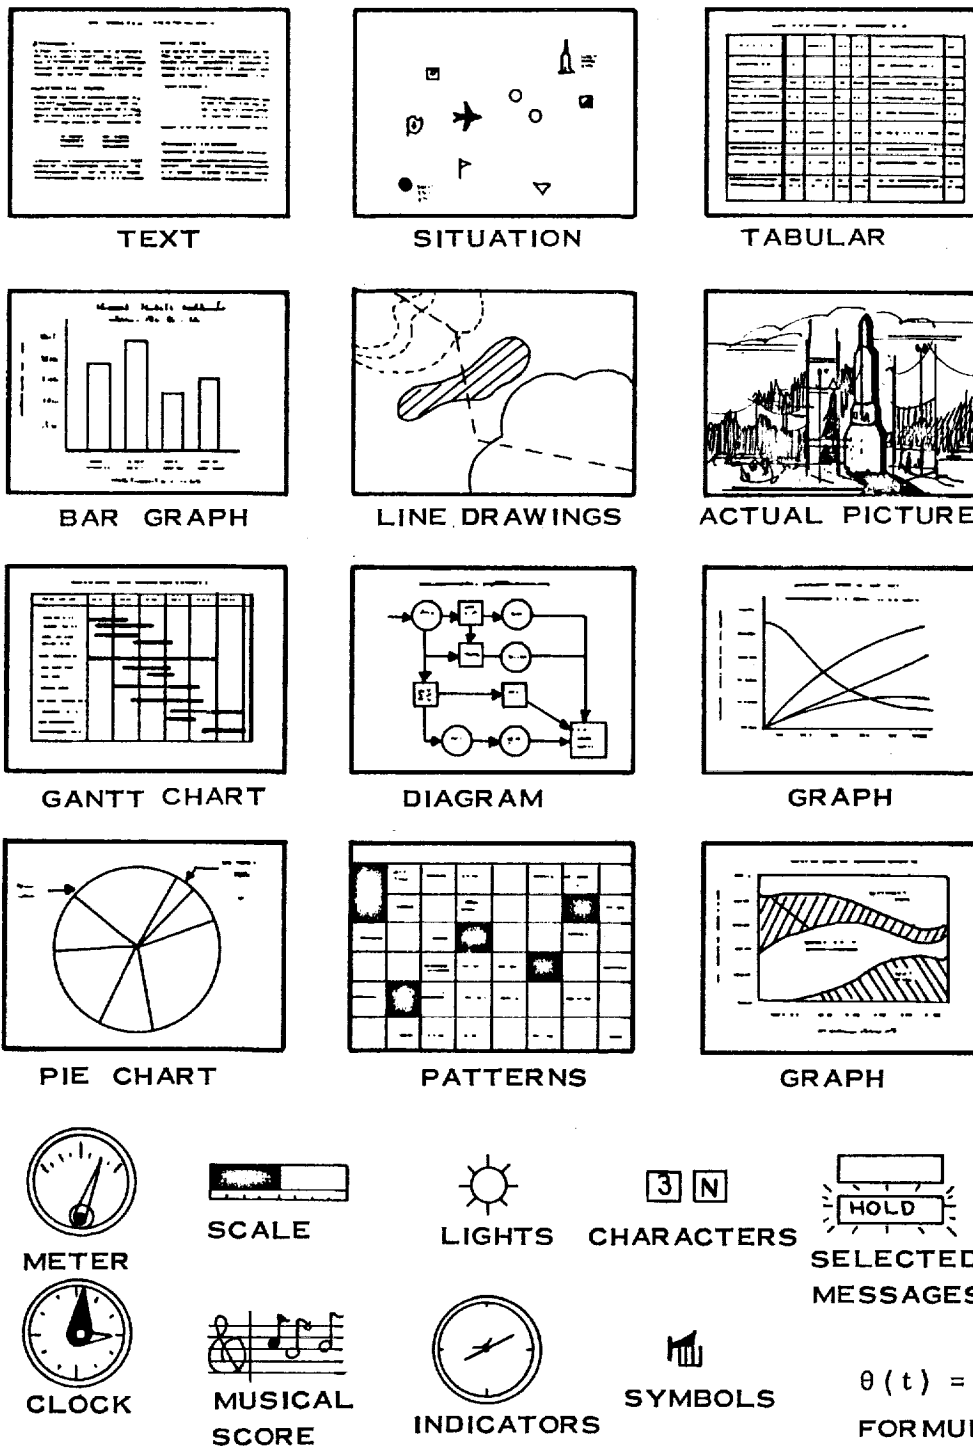 TEXT
SITUATION
TABULAR
BAR GRAPH
LINE DRAWINGS
ACTUAL PICTURE
GANTT CHART
DIAGRAM
GRAPH
PIE CHART
PATTERNS
GRAPH
METER
SCALE
LIGHTS
3 N
CHARACTERS
HOLD
SELECTED
MESSAGES
CLOCK
MUSICAL
SCORE
INDICATORS
SYMBOLS
θ(t) =
FORMU